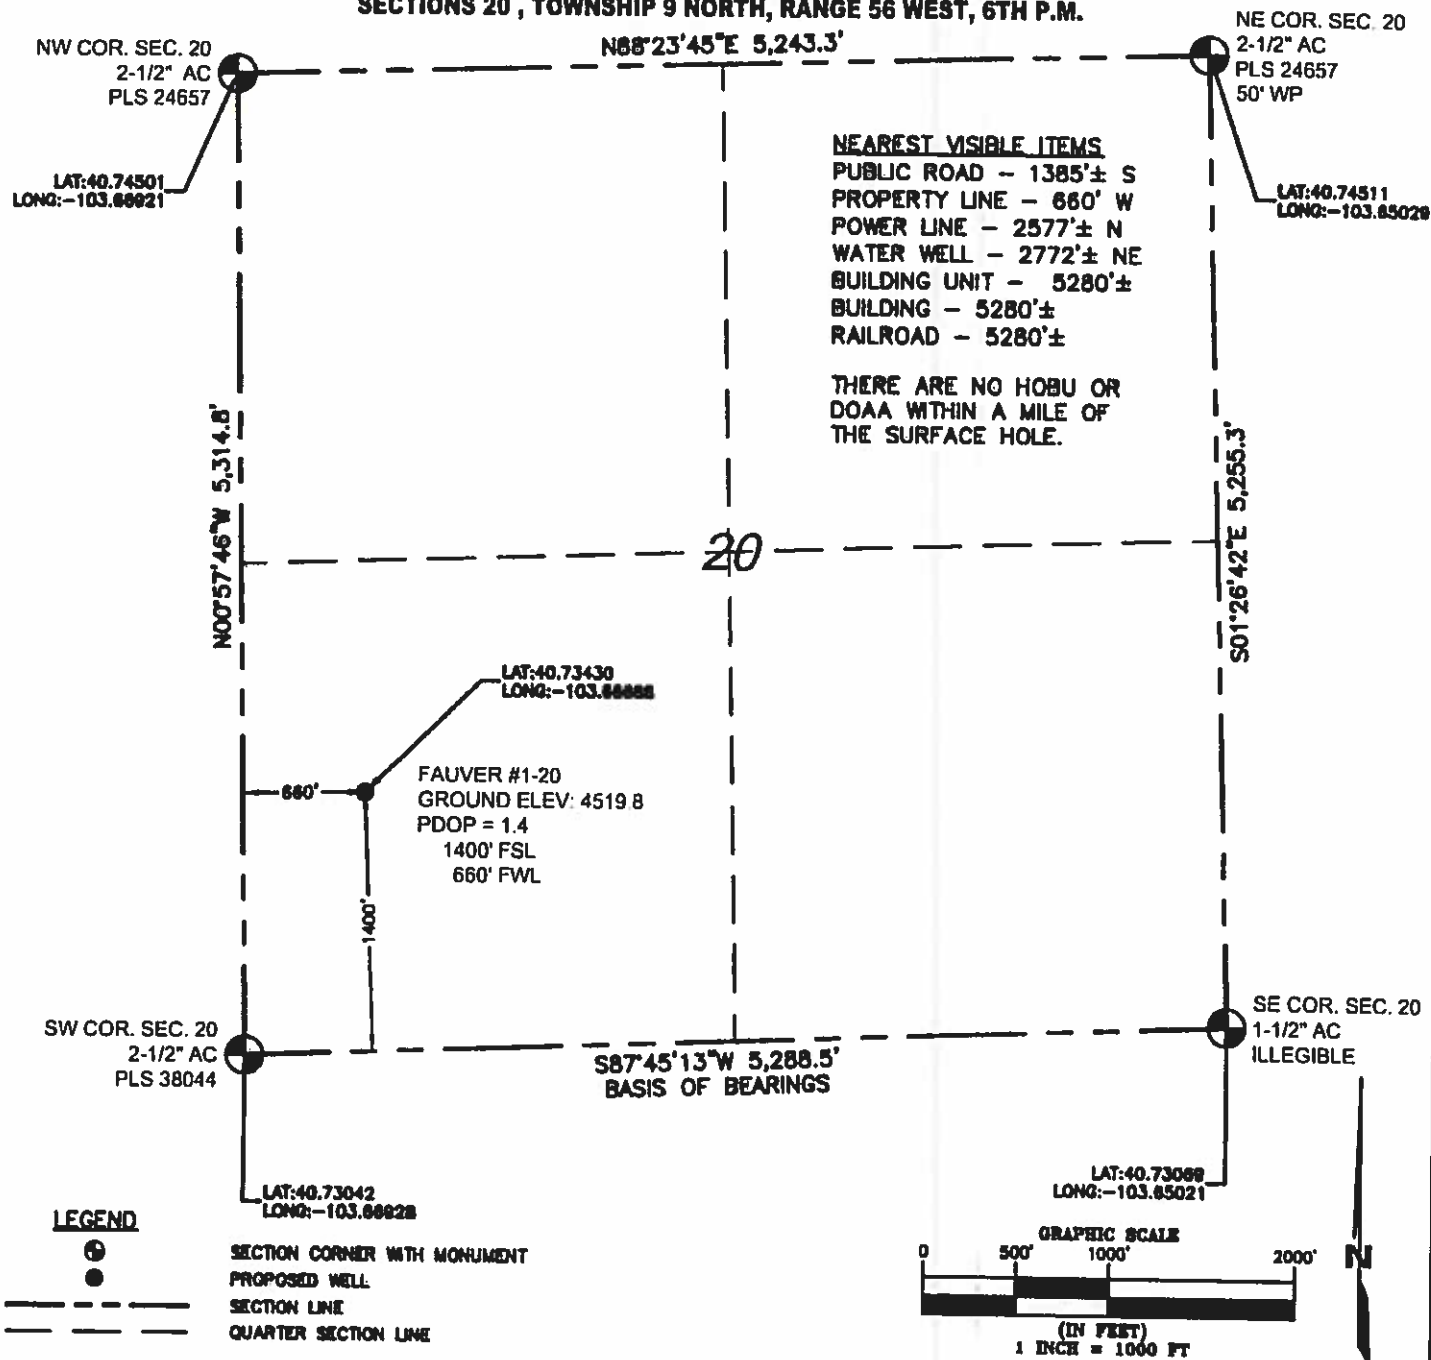 SECTIONS 20 , TOWNSHIP 9 NORTH, RANGE 56 WEST, 6TH P.M.
NW COR. SEC. 20
2-1/2" AC
PLS 24657
N88°23'45"E 5,243.3'
NE COR. SEC. 20
2-1/2" AC
PLS 24657
50' WP
LAT:40.74501
LONG:-103.66921
NEAREST VISIBLE ITEMS
PUBLIC ROAD - 1385'± S
PROPERTY LINE - 660' W
POWER LINE - 2577'± N
WATER WELL - 2772'± NE
BUILDING UNIT - 5280'±
BUILDING - 5280'±
RAILROAD - 5280'±
LAT:40.74511
LONG:-103.65029
THERE ARE NO HOBU OR
DOAA WITHIN A MILE OF
THE SURFACE HOLE.
N00°57'46"W 5,314.8'
S01°26'42"E 5,255.3'
20
LAT:40.73430
660'
FAUVER #1-20
GROUND ELEV: 4519.8
PDOP = 1.4
1400' FSL
660' FWL
1400'
SW COR. SEC. 20
2-1/2" AC
PLS 38044
S87°45'13"W 5,288.5'
BASIS OF BEARINGS
SE COR. SEC. 20
1-1/2" AC
ILLEGIBLE
LAT:40.73042
LONG:-103.66928
LAT:40.73069
LONG:-103.65021
LEGEND
SECTION CORNER WITH MONUMENT
PROPOSED WELL
SECTION LINE
QUARTER SECTION LINE
GRAPHIC SCALE
0 500' 1000' 2000'
(IN FEET)
1 INCH = 1000 FT
N